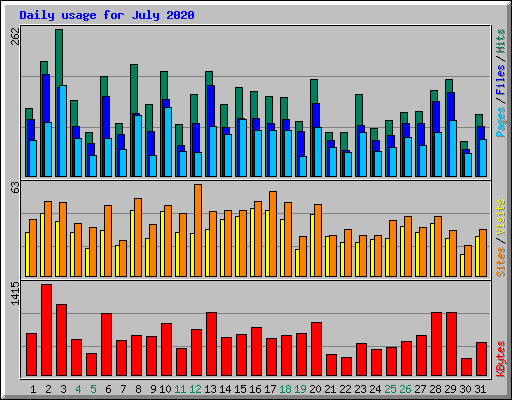 Daily usage for July 2020
262
Pages / Files / Hits
63
Sites / Visits
1415
KBytes
1 2 3 4 5 6 7 8 9 10 11 12 13 14 15 16 17 18 19 20 21 22 23 24 25 26 27 28 29 30 31